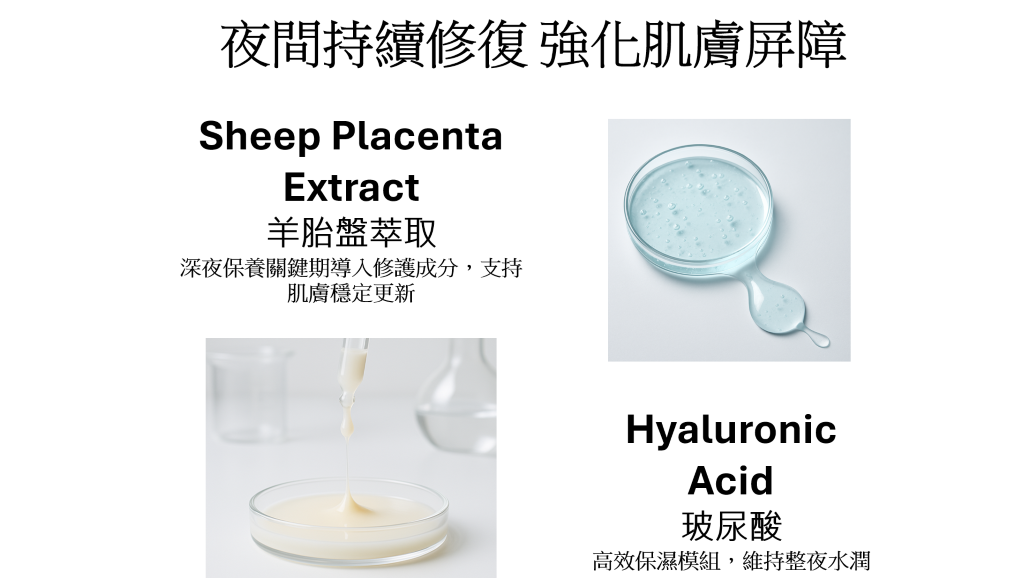 夜間持續修復 強化肌膚屏障
Sheep Placenta
Extract
羊胎盤萃取
深夜保養關鍵期導入修護成分，支持
肌膚穩定更新
Hyaluronic
Acid
玻尿酸
高效保濕模組，維持整夜水潤